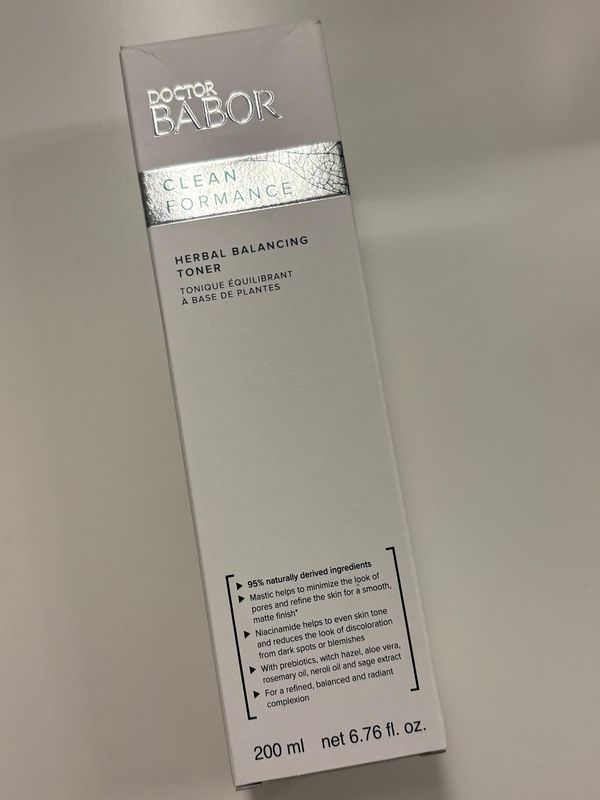 DOCTOR
BABOR
CLEAN
FORMANCE
HERBAL BALANCING
TONER
TONIQUE ÉQUILIBRANT
À BASE DE PLANTES
95% naturally derived ingredients
Mastic helps to minimize the look of
pores and refine the skin for a smooth,
matte finish*
Niacinamide helps to even skin tone
and reduces the look of discoloration
from dark spots or blemishes
With prebiotics, witch hazel, aloe vera,
rosemary oil, neroli oil and sage extract
For a refined, balanced and radiant
complexion
200 ml net 6.76 fl. oz.